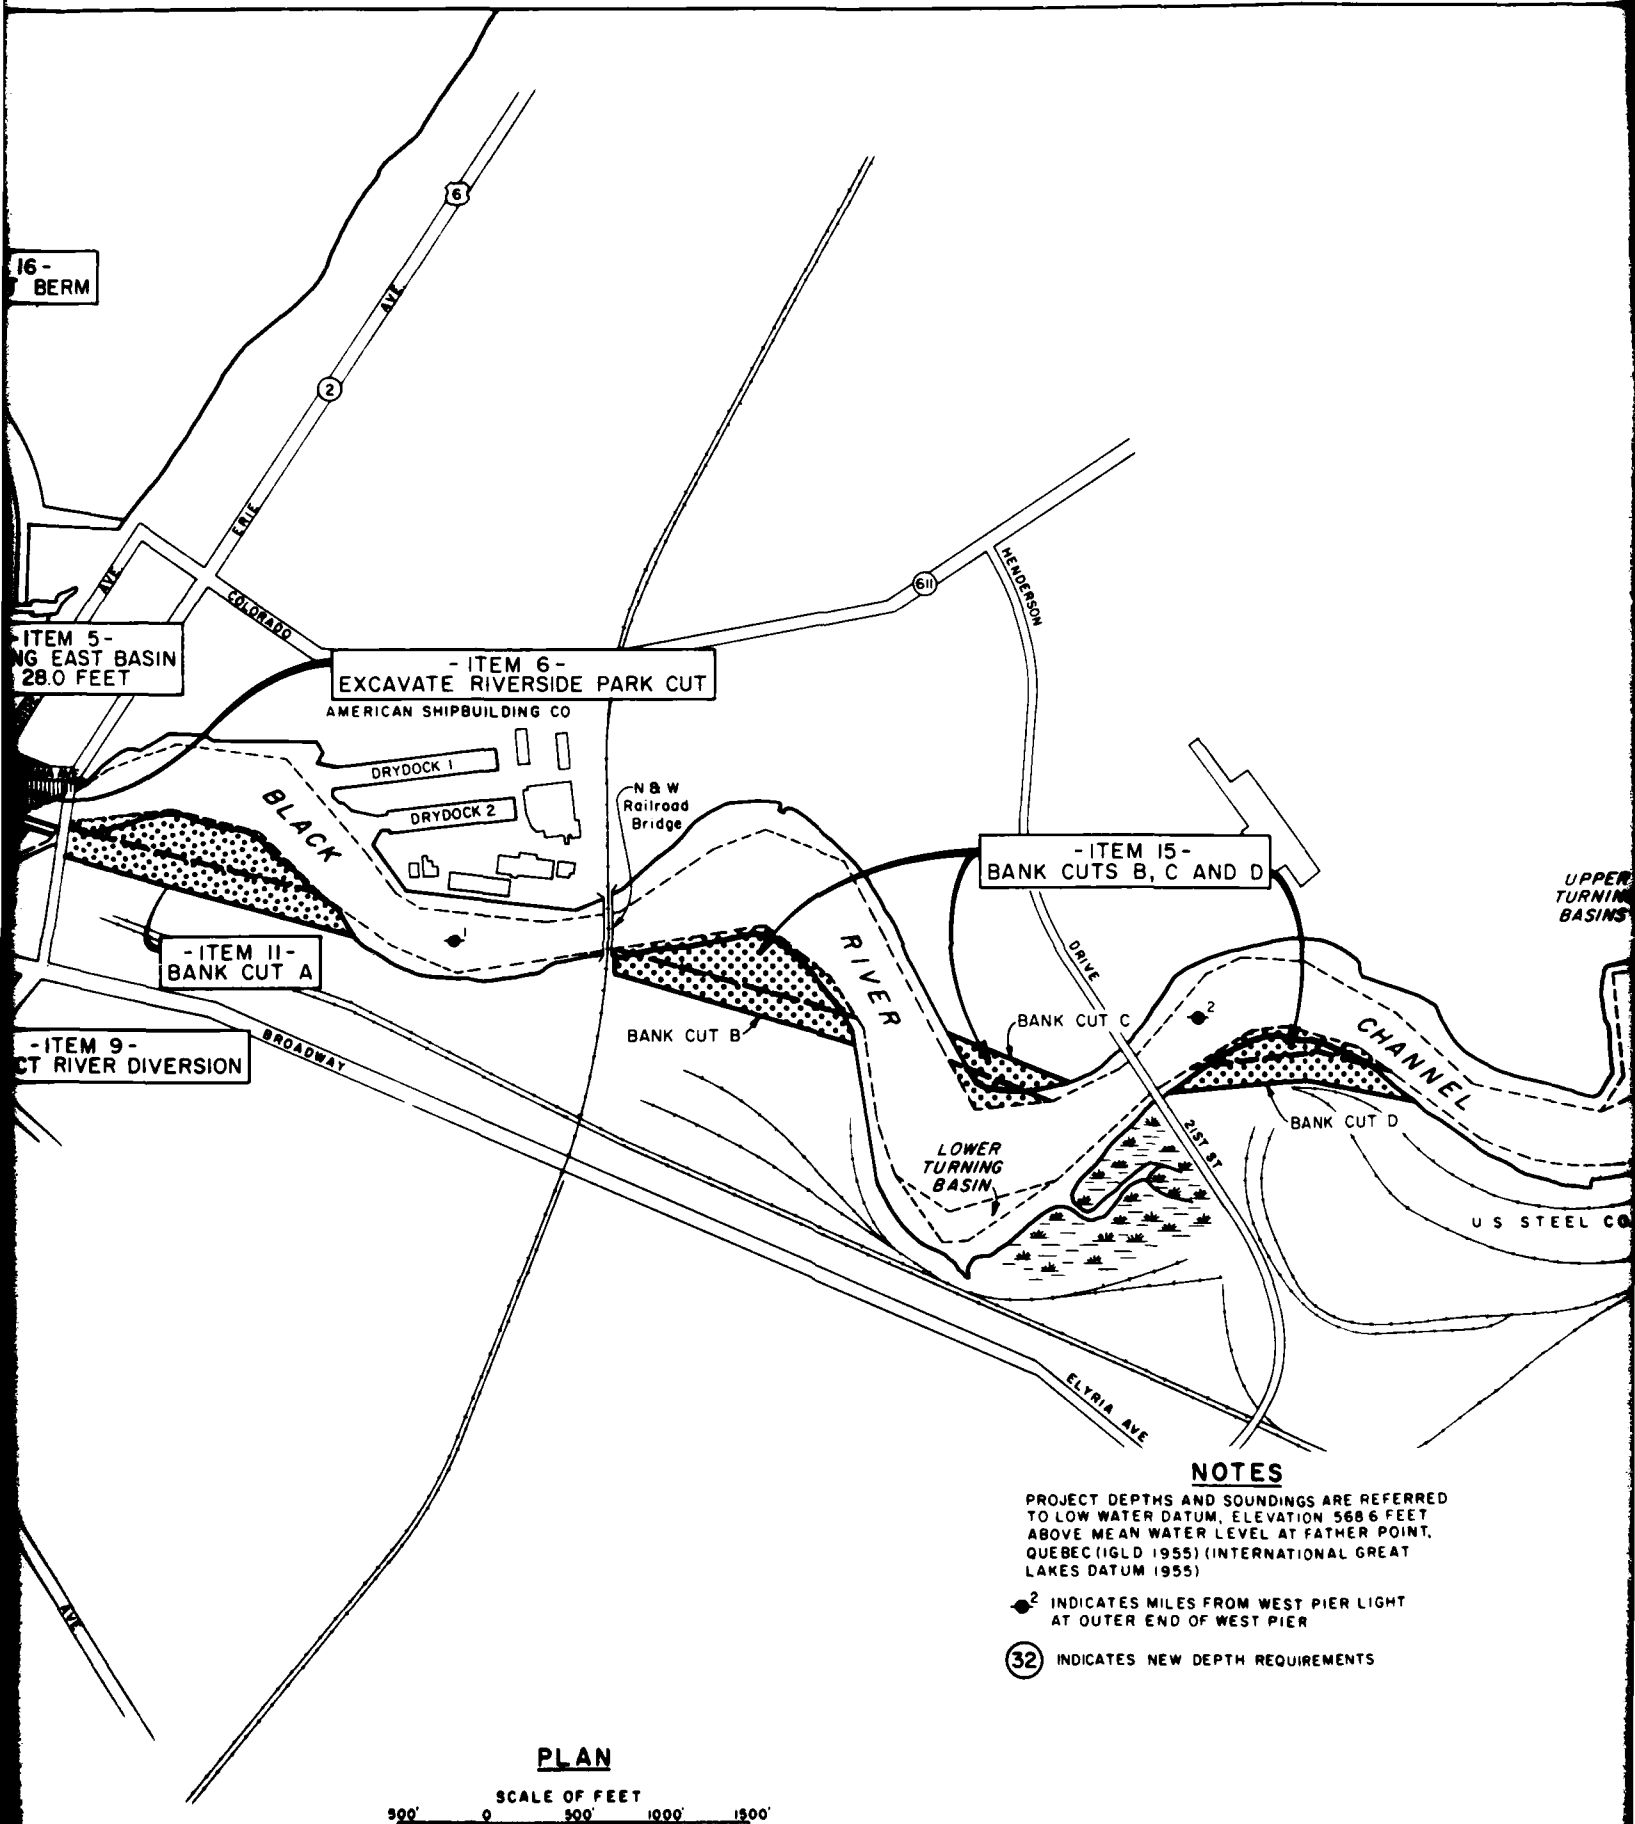 16-
BERM
6
AVE.
2
ERIE
AVE.
COLORADO
611
HENDERSON
ITEM 5-
NG EAST BASIN
28.0 FEET
-ITEM 6-
EXCAVATE RIVERSIDE PARK CUT
AMERICAN SHIPBUILDING CO
DRYDOCK 1
DRYDOCK 2
N & W
Railroad
Bridge
BLACK
RIVER
CHANNEL
-ITEM 15-
BANK CUTS B, C AND D
UPPER
TURNIN
BASINS
1
-ITEM 11-
BANK CUT A
DRIVE
2
BANK CUT C
BANK CUT B
-ITEM 9-
CT RIVER DIVERSION
BROADWAY
BANK CUT D
21ST ST
LOWER
TURNING
BASIN
U S STEEL CO
ELYRIA AVE
NOTES
PROJECT DEPTHS AND SOUNDINGS ARE REFERRED
TO LOW WATER DATUM, ELEVATION 568 6 FEET
ABOVE MEAN WATER LEVEL AT FATHER POINT,
QUEBEC (IGLD 1955) (INTERNATIONAL GREAT
LAKES DATUM 1955)
2 INDICATES MILES FROM WEST PIER LIGHT
AT OUTER END OF WEST PIER
32 INDICATES NEW DEPTH REQUIREMENTS
AVE
PLAN
SCALE OF FEET
500' 0 500' 1000' 1500'